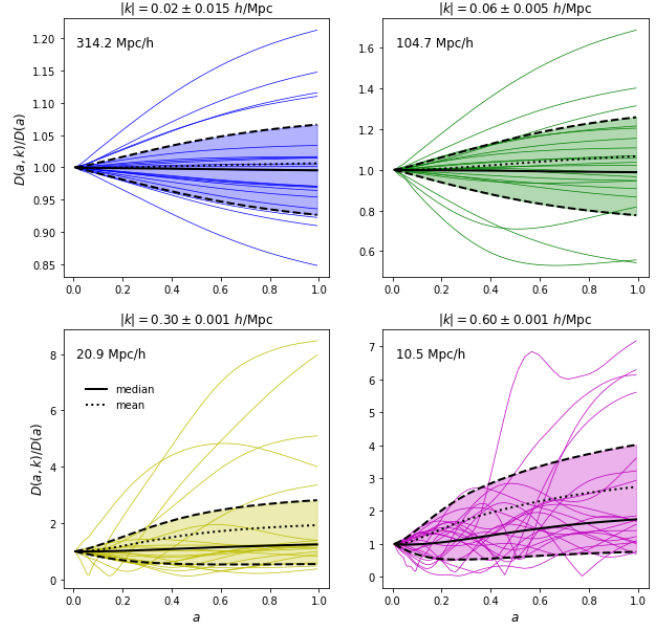 |k| = 0.02 ± 0.015 h/Mpc
314.2 Mpc/h
D(a, k)/D(a)
1.20
1.15
1.10
1.05
1.00
0.95
0.90
0.85
0.0 0.2 0.4 0.6 0.8 1.0
|k| = 0.06 ± 0.005 h/Mpc
104.7 Mpc/h
1.6
1.4
1.2
1.0
0.8
0.6
0.0 0.2 0.4 0.6 0.8 1.0
|k| = 0.30 ± 0.001 h/Mpc
20.9 Mpc/h
median
mean
D(a, k)/D(a)
8
6
4
2
0
0.0 0.2 0.4 0.6 0.8 1.0
a
|k| = 0.60 ± 0.001 h/Mpc
10.5 Mpc/h
7
6
5
4
3
2
1
0
0.0 0.2 0.4 0.6 0.8 1.0
a